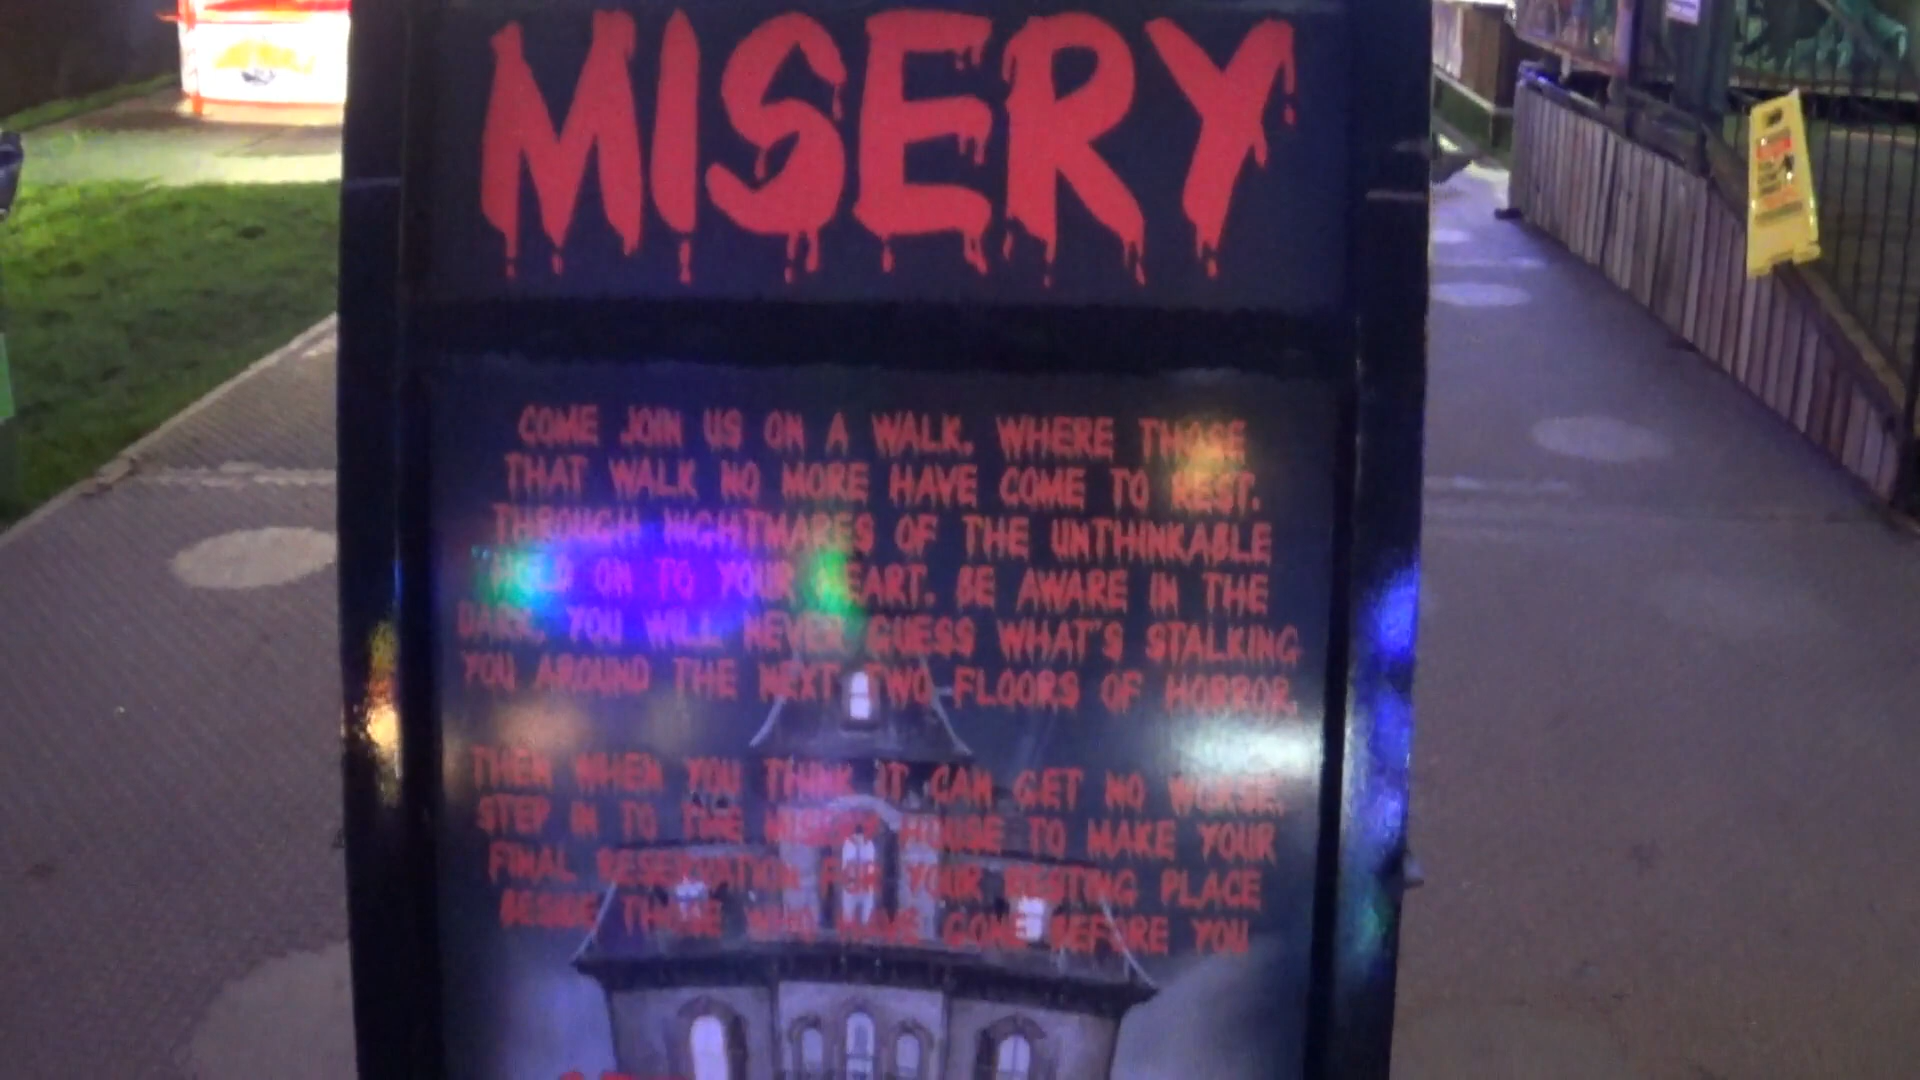 MISERY
COME JOIN US ON A WALK. WHERE THOSE
THAT WALK NO MORE HAVE COME TO REST.
THROUGH NIGHTMARES OF THE UNTHINKABLE
HOLD ON TO YOUR HEART. BE AWARE IN THE
DARK. YOU WILL NEVER GUESS WHAT'S STALKING
YOU AROUND THE NEXT TWO FLOORS OF HORROR.
THEN WHEN YOU THINK IT CAN GET NO WORSE.
STEP IN TO THE MISERY HOUSE TO MAKE YOUR
FINAL RESERVATION FOR YOUR RESTING PLACE
BESIDE THOSE WHO HAVE GONE BEFORE YOU